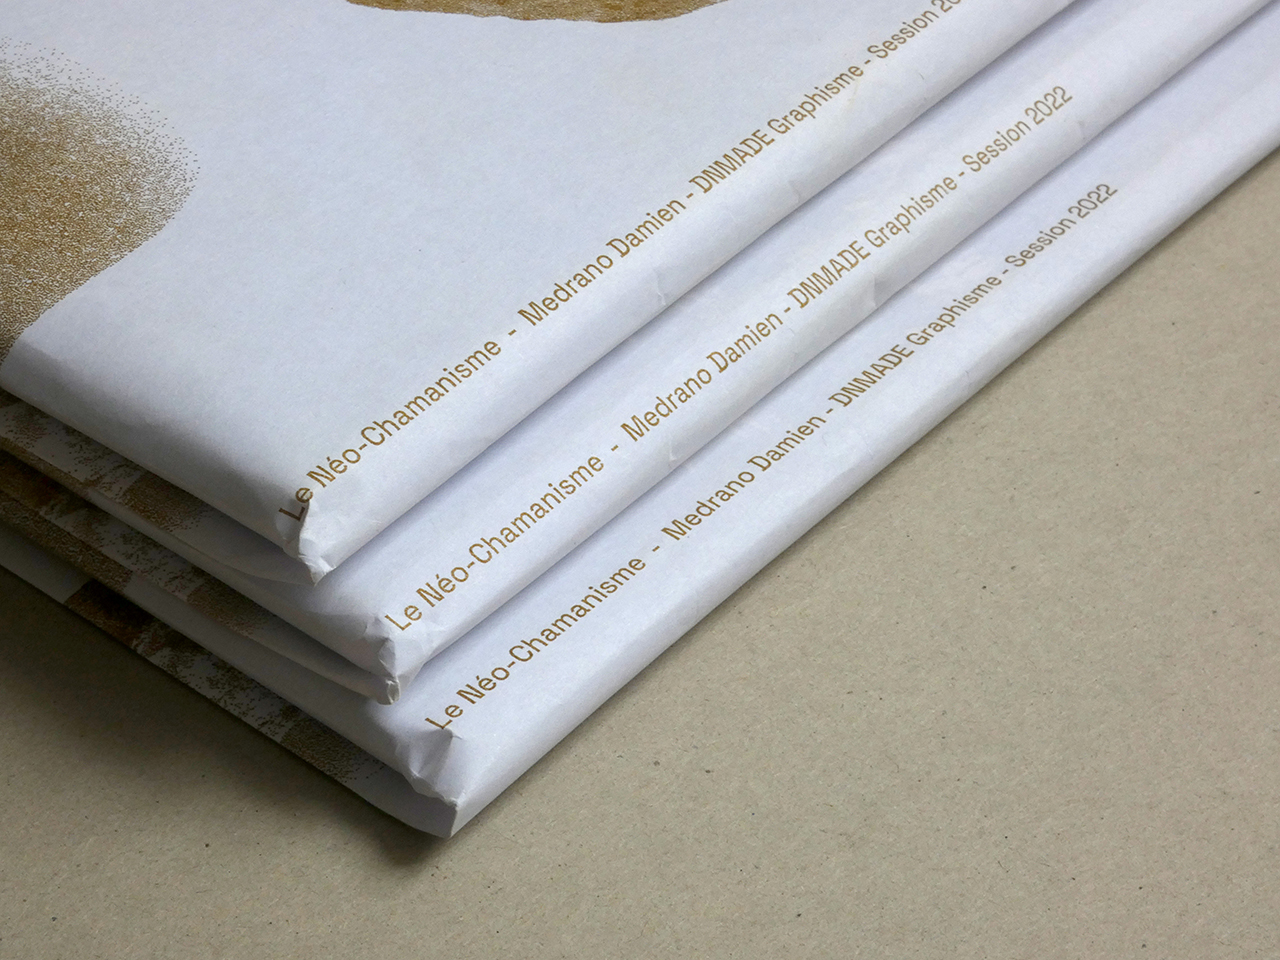 Le Néo-Chamanisme - Medrano Damien - DNMADE Graphisme - Session
Le Néo-Chamanisme - Medrano Damien - DNMADE Graphisme - Session 2022
Le Néo-Chamanisme - Medrano Damien - DNMADE Graphisme - Session 2022